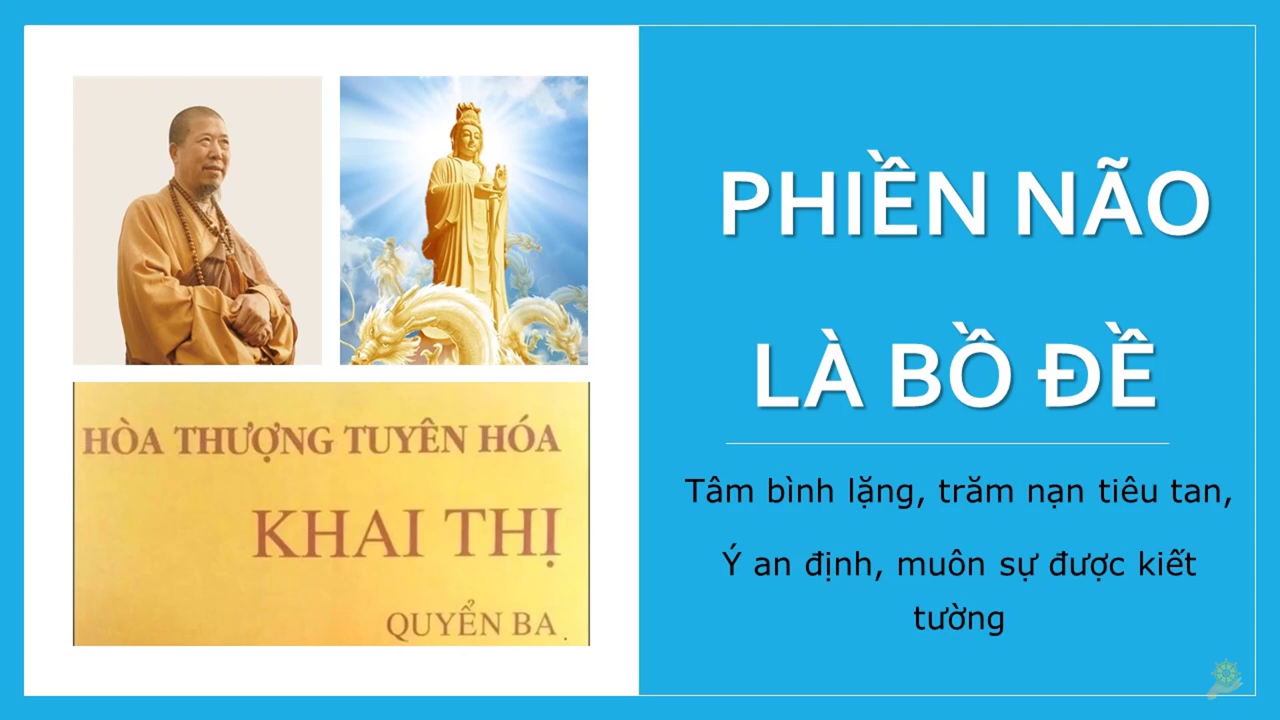 HÒA THƯỢNG TUYÊN HÓA
KHAI THỊ
QUYỂN BA
PHIỀN NÃO
LÀ BỒ ĐỀ
Tâm bình lặng, trăm nạn tiêu tan,
Ý an định, muôn sự được kiết
tường